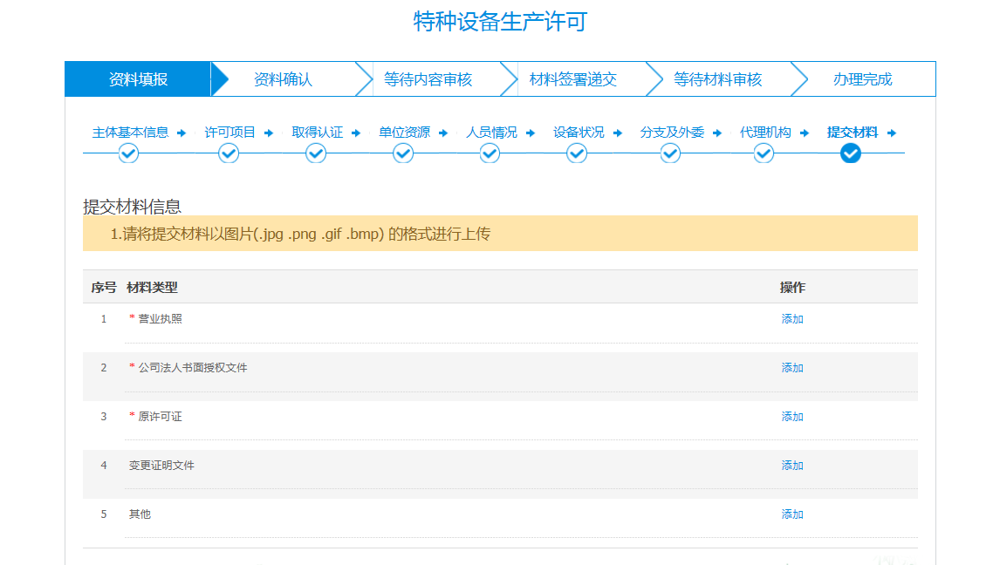 特种设备生产许可
资料填报 资料确认 等待内容审核 材料签署递交 等待材料审核 办理完成
主体基本信息 许可项目 取得认证 单位资源 人员情况 设备状况 分支及外委 代理机构 提交材料
提交材料信息
1.请将提交材料以图片(.jpg .png .gif .bmp) 的格式进行上传
序号 材料类型 操作
1 * 营业执照 添加
2 * 公司法人书面授权文件 添加
3 * 原许可证 添加
4 变更证明文件 添加
5 其他 添加